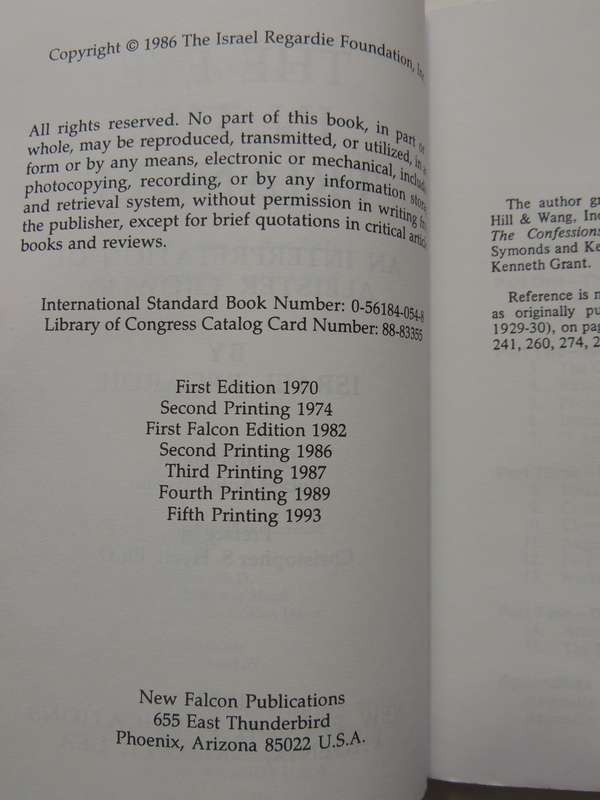 Copyright © 1986 The Israel Regardie Foundation, Inc.
All rights reserved. No part of this book, in part or
whole, may be reproduced, transmitted, or utilized, in
form or by any means, electronic or mechanical,
photocopying, recording, or by any information
and retrieval system, without permission in writing
the publisher, except for brief quotations in critical
books and reviews.
International Standard Book Number: 0-56184-054-8
Library of Congress Catalog Card Number: 88-83355
First Edition 1970
Second Printing 1974
First Falcon Edition 1982
Second Printing 1986
Third Printing 1987
Fourth Printing 1989
Fifth Printing 1993
New Falcon Publications
655 East Thunderbird
Phoenix, Arizona 85022 U.S.A.
The author
Hill & Wang,
The Confessions
Symonds and
Kenneth Grant.
Reference is
as originally
1929-30), on
241, 260, 274,